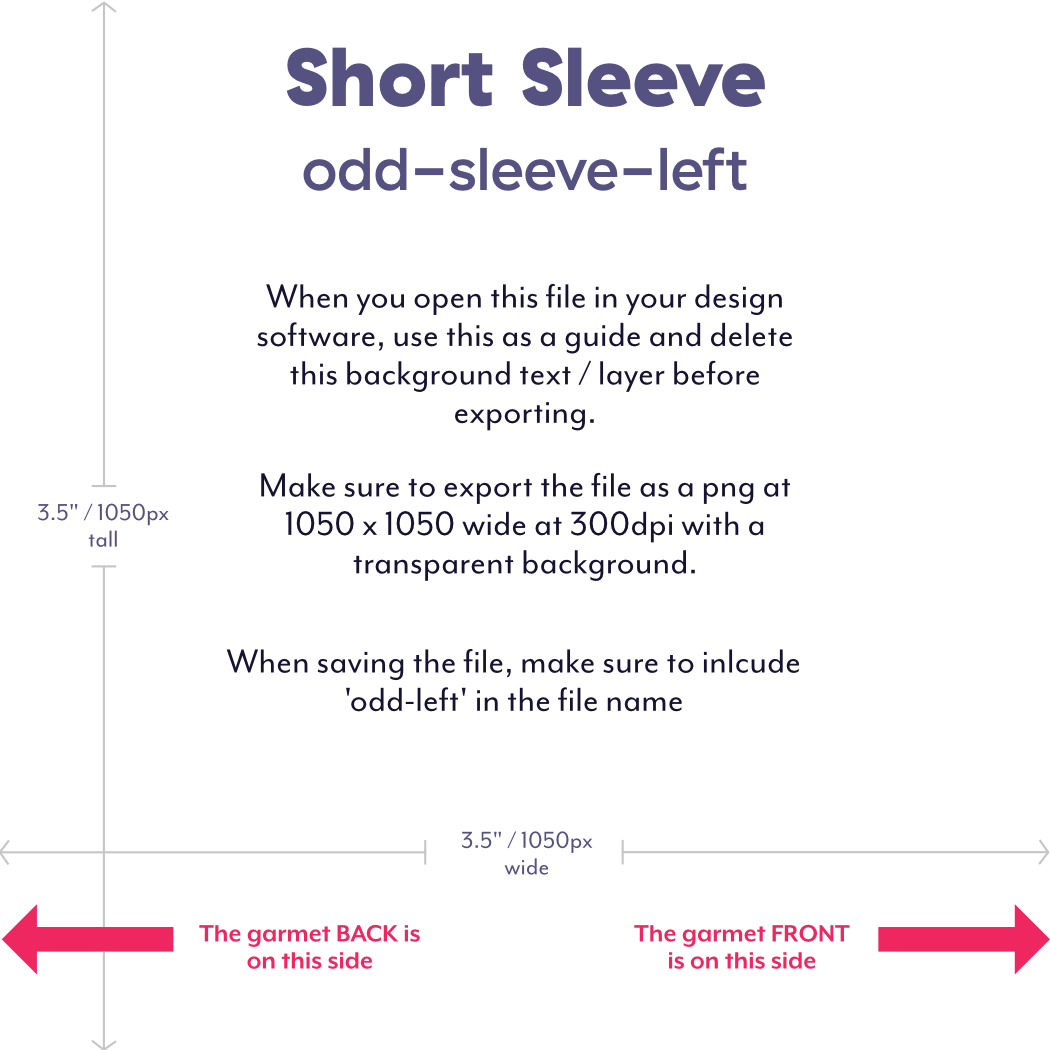 Short Sleeve
odd-sleeve-left
When you open this file in your design
software, use this as a guide and delete
this background text / layer before
exporting.
Make sure to export the file as a png at
1050 x 1050 wide at 300dpi with a
transparent background.
3.5" / 1050px
tall
When saving the file, make sure to inlcude
'odd-left' in the file name
3.5" / 1050px
wide
The garmet BACK is
on this side
The garmet FRONT
is on this side